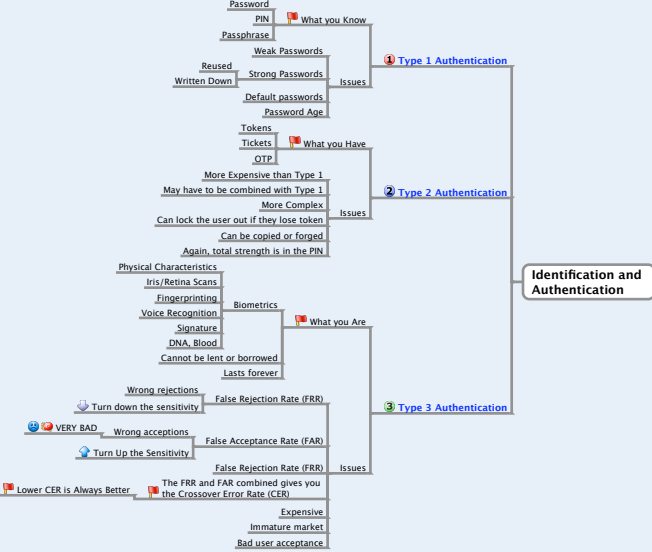 Password
PIN
Passphrase
What you Know
Weak Passwords
Reused
Written Down
Strong Passwords
Default passwords
Password Age
Issues
1 Type 1 Authentication
Tokens
Tickets
OTP
What you Have
More Expensive than Type 1
May have to be combined with Type 1
More Complex
Can lock the user out if they lose token
Can be copied or forged
Again, total strength is in the PIN
Issues
2 Type 2 Authentication
Physical Characteristics
Iris/Retina Scans
Fingerprinting
Voice Recognition
Signature
DNA, Blood
Biometrics
Cannot be lent or borrowed
Lasts forever
What you Are
Wrong rejections
Turn down the sensitivity
False Rejection Rate (FRR)
VERY BAD
Wrong acceptions
Turn Up the Sensitivity
False Acceptance Rate (FAR)
False Rejection Rate (FRR)
Lower CER is Always Better
The FRR and FAR combined gives you
the Crossover Error Rate (CER)
Expensive
Immature market
Bad user acceptance
Issues
3 Type 3 Authentication
Identification and
Authentication